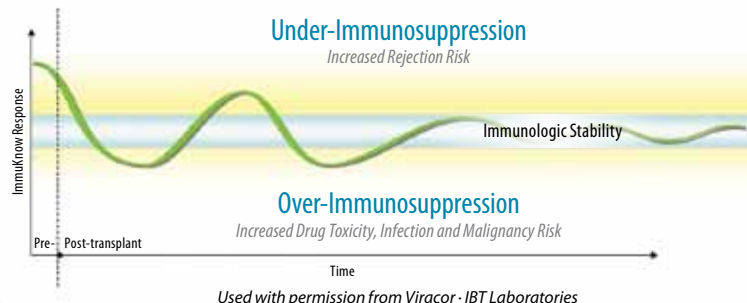 Under-Immunosuppression
Increased Rejection Risk
ImmuKnow Response
Immunologic Stability
Over-Immunosuppression
Increased Drug Toxicity, Infection and Malignancy Risk
Pre- Post-transplant
Time
Used with permission from Viracor · IBT Laboratories